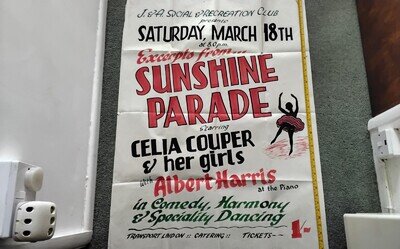 J. & A. SOCIAL & RECREATION CLUB
presents
SATURDAY, MARCH 18TH
at 8.0 p.m.
Excerpts from...
SUNSHINE
PARADE
starring
CELIA COUPER
& her girls
with Albert Harris at the Piano
in Comedy, Harmony
& Speciality Dancing
TRANSPORT LONDON :: CATERING :: TICKETS - 1/-